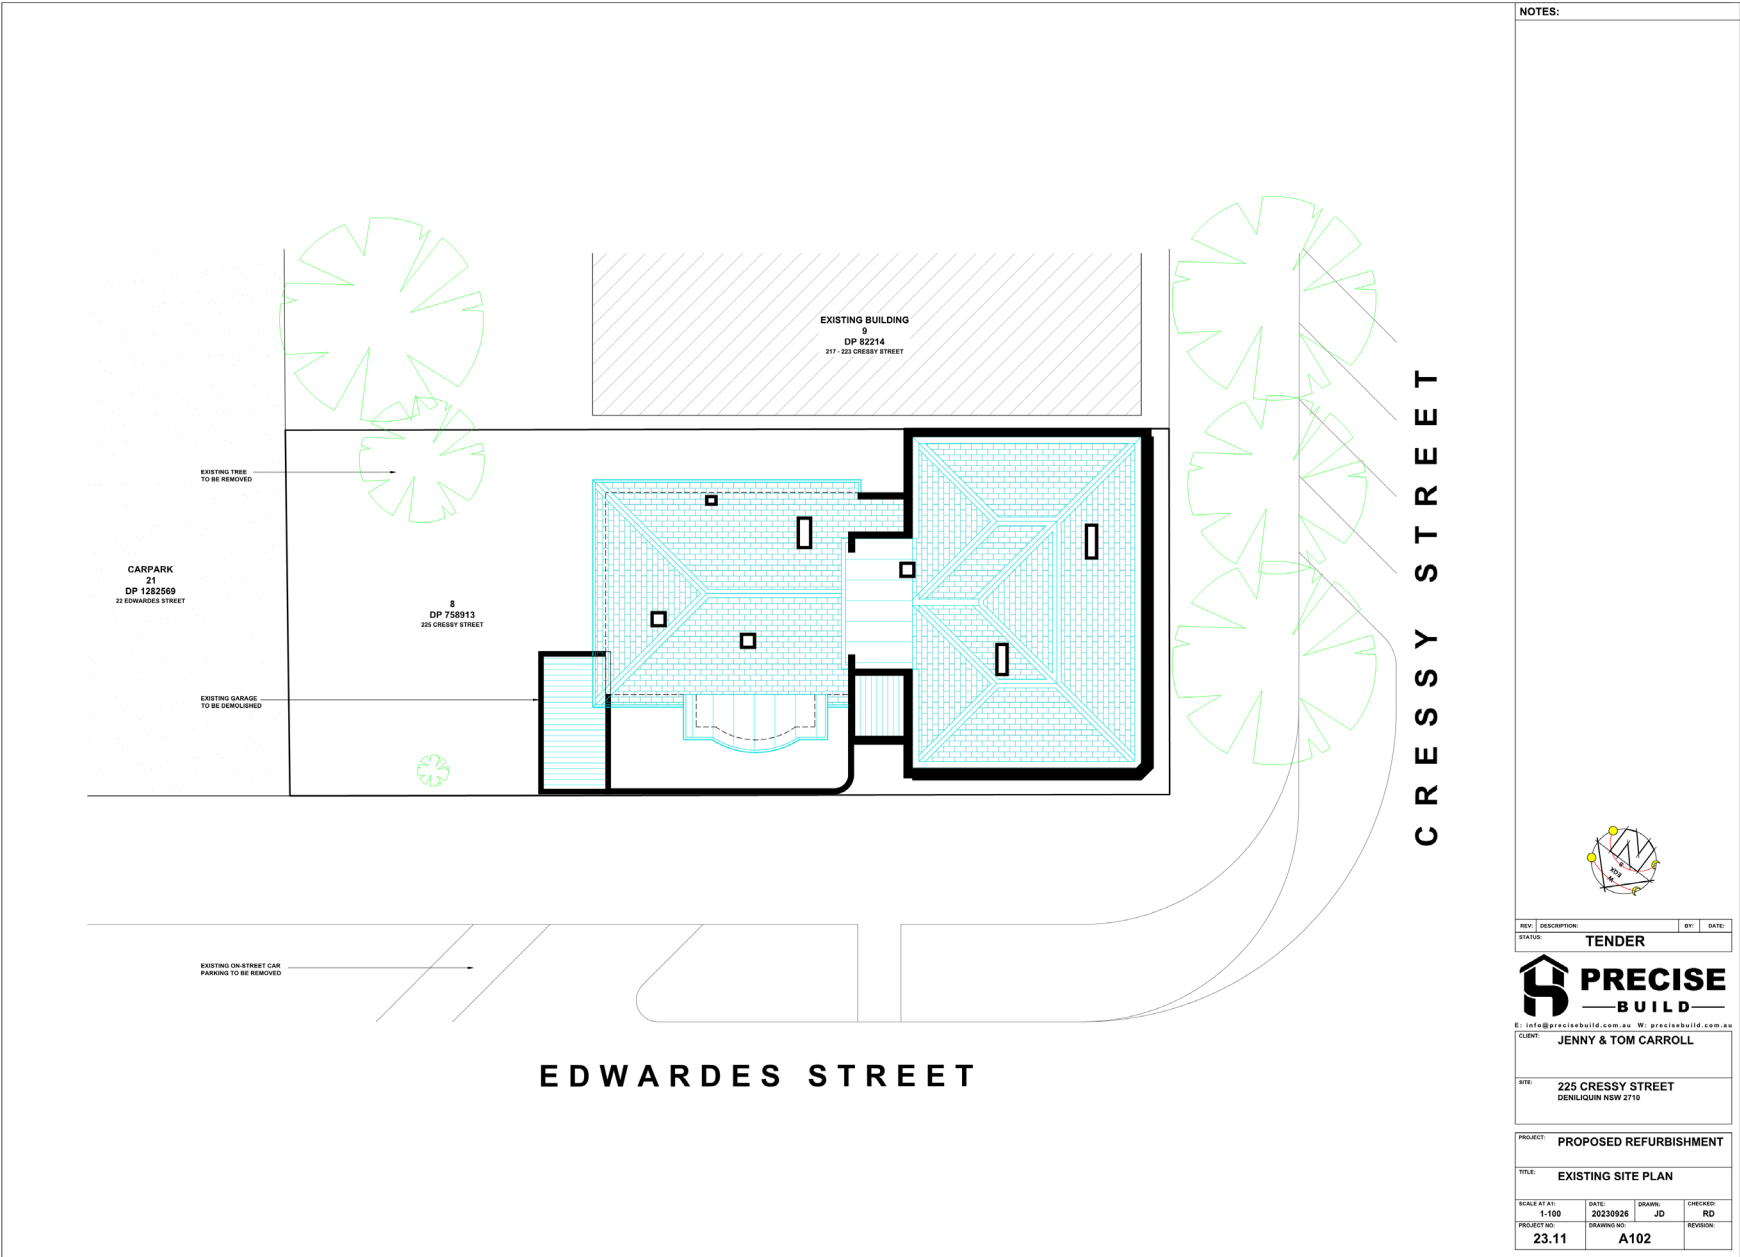 NOTES:
EXISTING BUILDING
9
DP 82214
217 - 223 CRESSY STREET
EXISTING TREE
TO BE REMOVED
CARPARK
21
DP 1282569
22 EDWARDES STREET
8
DP 758913
225 CRESSY STREET
EXISTING GARAGE
TO BE DEMOLISHED
CRESSY STREET
EXISTING ON-STREET CAR
PARKING TO BE REMOVED
EDWARDES STREET
N
W
REV: DESCRIPTION: BY: DATE:
STATUS: TENDER
PRECISE
BUILD
E: info@precisebuild.com.au W: precisebuild.com.au
CLIENT: JENNY & TOM CARROLL
SITE: 225 CRESSY STREET
DENILIQUIN NSW 2710
PROJECT: PROPOSED REFURBISHMENT
TITLE: EXISTING SITE PLAN
SCALE AT A1: DATE: DRAWN: CHECKED:
1-100 20230926 JD RD
PROJECT NO: DRAWING NO: REVISION:
23.11 A102